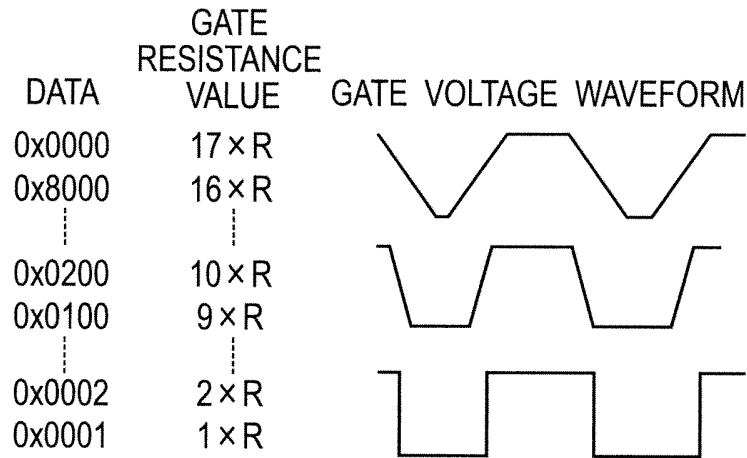 GATE
RESISTANCE
DATA VALUE GATE VOLTAGE WAVEFORM
0x0000 17×R
0x8000 16×R
0x0200 10×R
0x0100 9×R
0x0002 2×R
0x0001 1×R